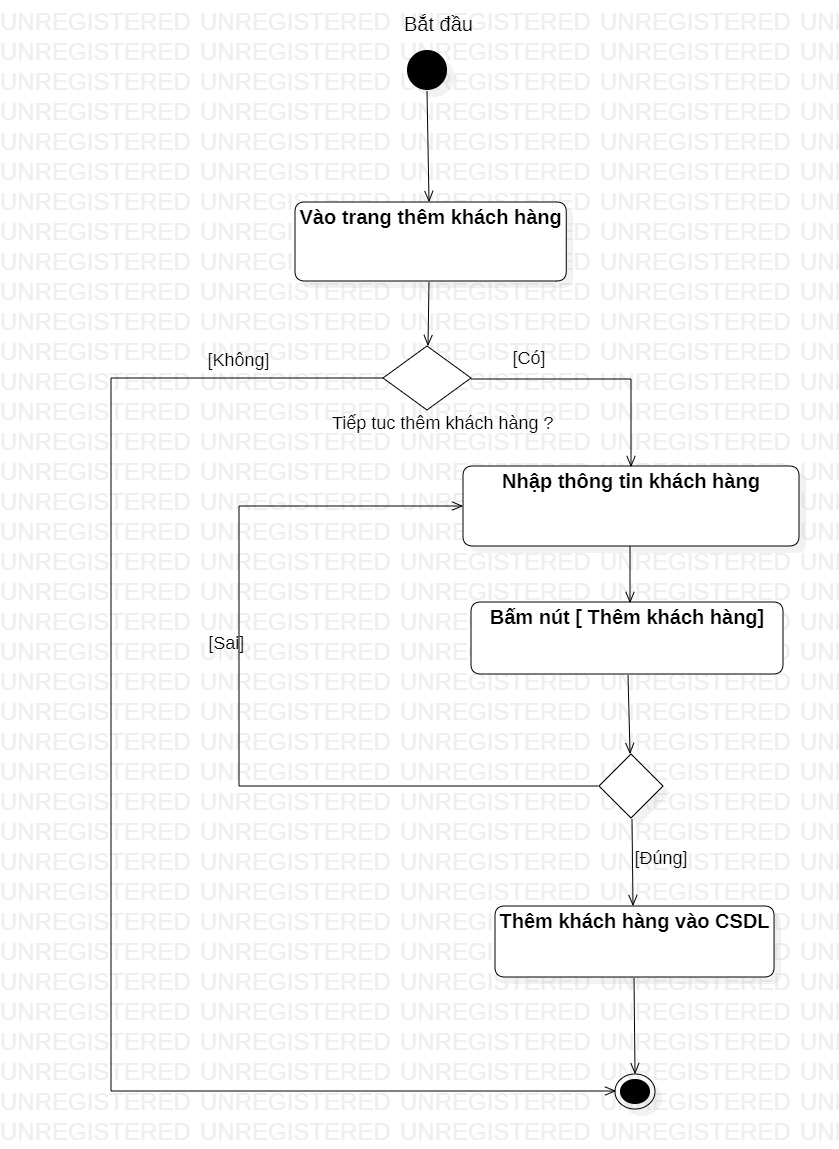 Bắt đầu
Vào trang thêm khách hàng
[Không]
[Có]
Tiếp tuc thêm khách hàng ?
Nhập thông tin khách hàng
Bấm nút [ Thêm khách hàng]
[Sai]
[Đúng]
Thêm khách hàng vào CSDL
UNREGISTERED